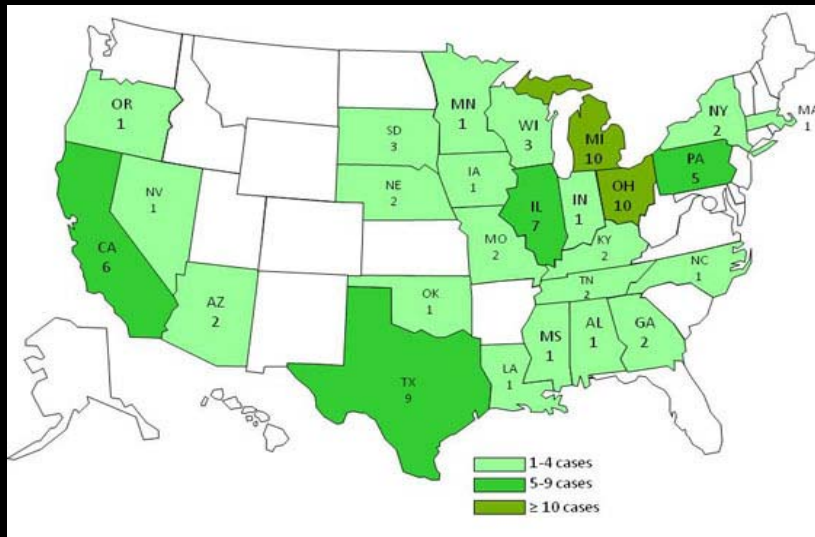 OR
1
CA
6
NV
1
AZ
2
SD
3
NE
2
MN
1
IA
1
MO
2
OK
1
TX
9
WI
3
IL
7
LA
1
MS
1
MI
10
IN
1
KY
2
TN
2
AL
1
OH
10
GA
2
NC
1
PA
5
NY
2
MA
1
1-4 cases
5-9 cases
≥ 10 cases